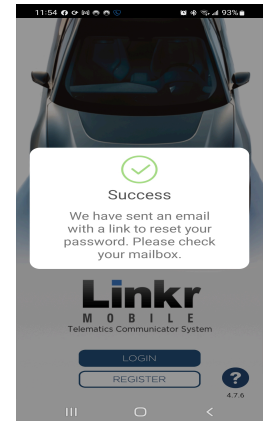 11:54
93%
Success
We have sent an email
with a link to reset your
password. Please check
your mailbox.
Linkr
MOBILE
Telematics Communicator System
LOGIN
REGISTER
?
4.7.6